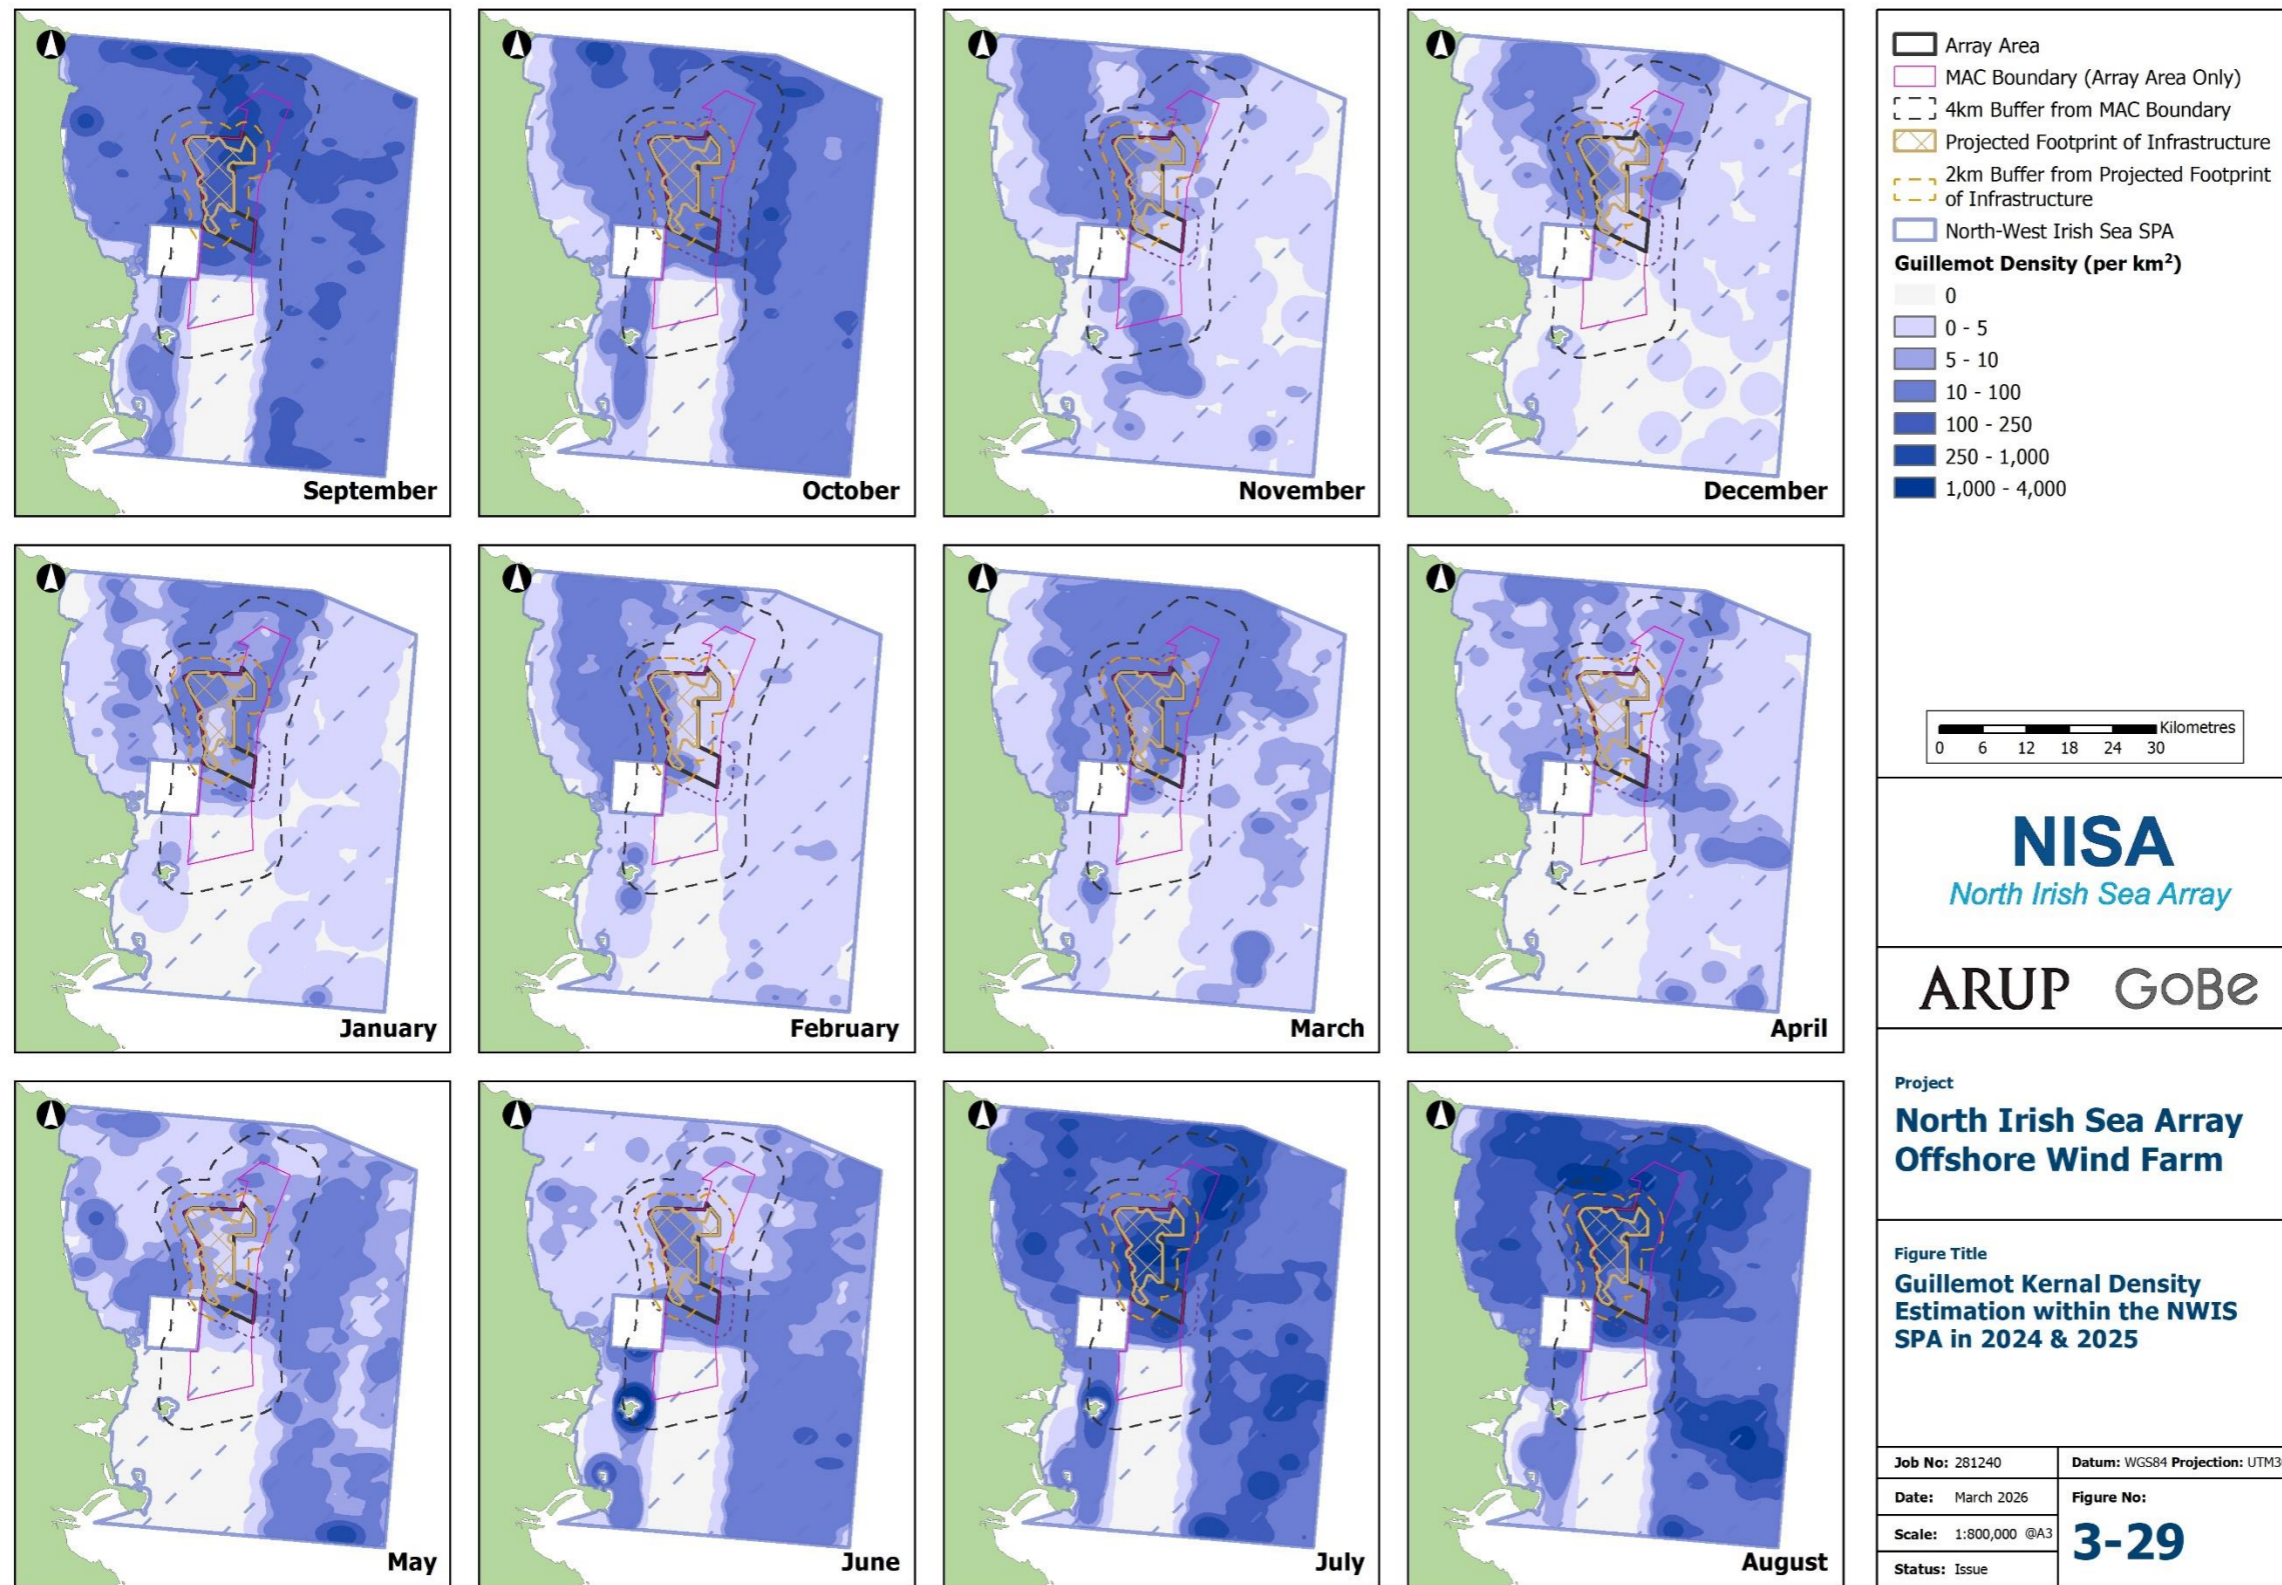 September
October
November
December
January
February
March
April
May
June
July
August
Array Area
MAC Boundary (Array Area Only)
4km Buffer from MAC Boundary
Projected Footprint of Infrastructure
2km Buffer from Projected Footprint
of Infrastructure
North-West Irish Sea SPA
Guillemot Density (per km²)
0
0 - 5
5 - 10
10 - 100
100 - 250
250 - 1,000
1,000 - 4,000
Kilometres
0 6 12 18 24 30
NISA
North Irish Sea Array
ARUP GoBe
Project
North Irish Sea Array
Offshore Wind Farm
Figure Title
Guillemot Kernal Density
Estimation within the NWIS
SPA in 2024 & 2025
Job No: 281240
Datum: WGS84 Projection:
Date: March 2026
Figure No:
Scale: 1:800,000 @A3
3-29
Status: Issue